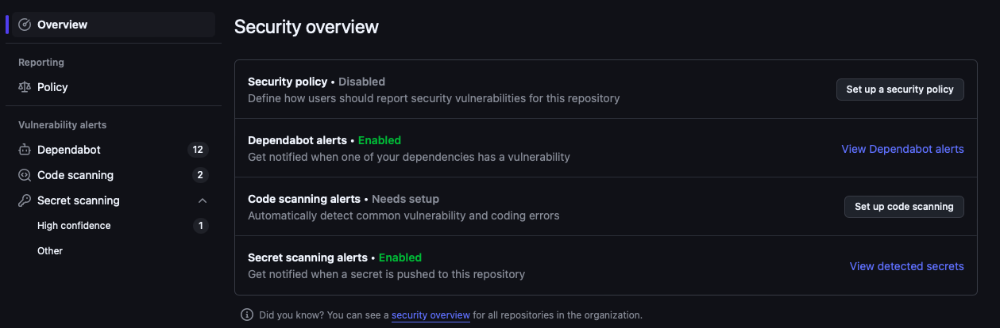 Overview
Reporting
Policy
Vulnerability alerts
Dependabot 12
Code scanning 2
Secret scanning
High confidence 1
Other
Security overview
Security policy • Disabled
Define how users should report security vulnerabilities for this repository
Set up a security policy
Dependabot alerts • Enabled
Get notified when one of your dependencies has a vulnerability
View Dependabot alerts
Code scanning alerts • Needs setup
Automatically detect common vulnerability and coding errors
Set up code scanning
Secret scanning alerts • Enabled
Get notified when a secret is pushed to this repository
View detected secrets
Did you know? You can see a security overview for all repositories in the organization.